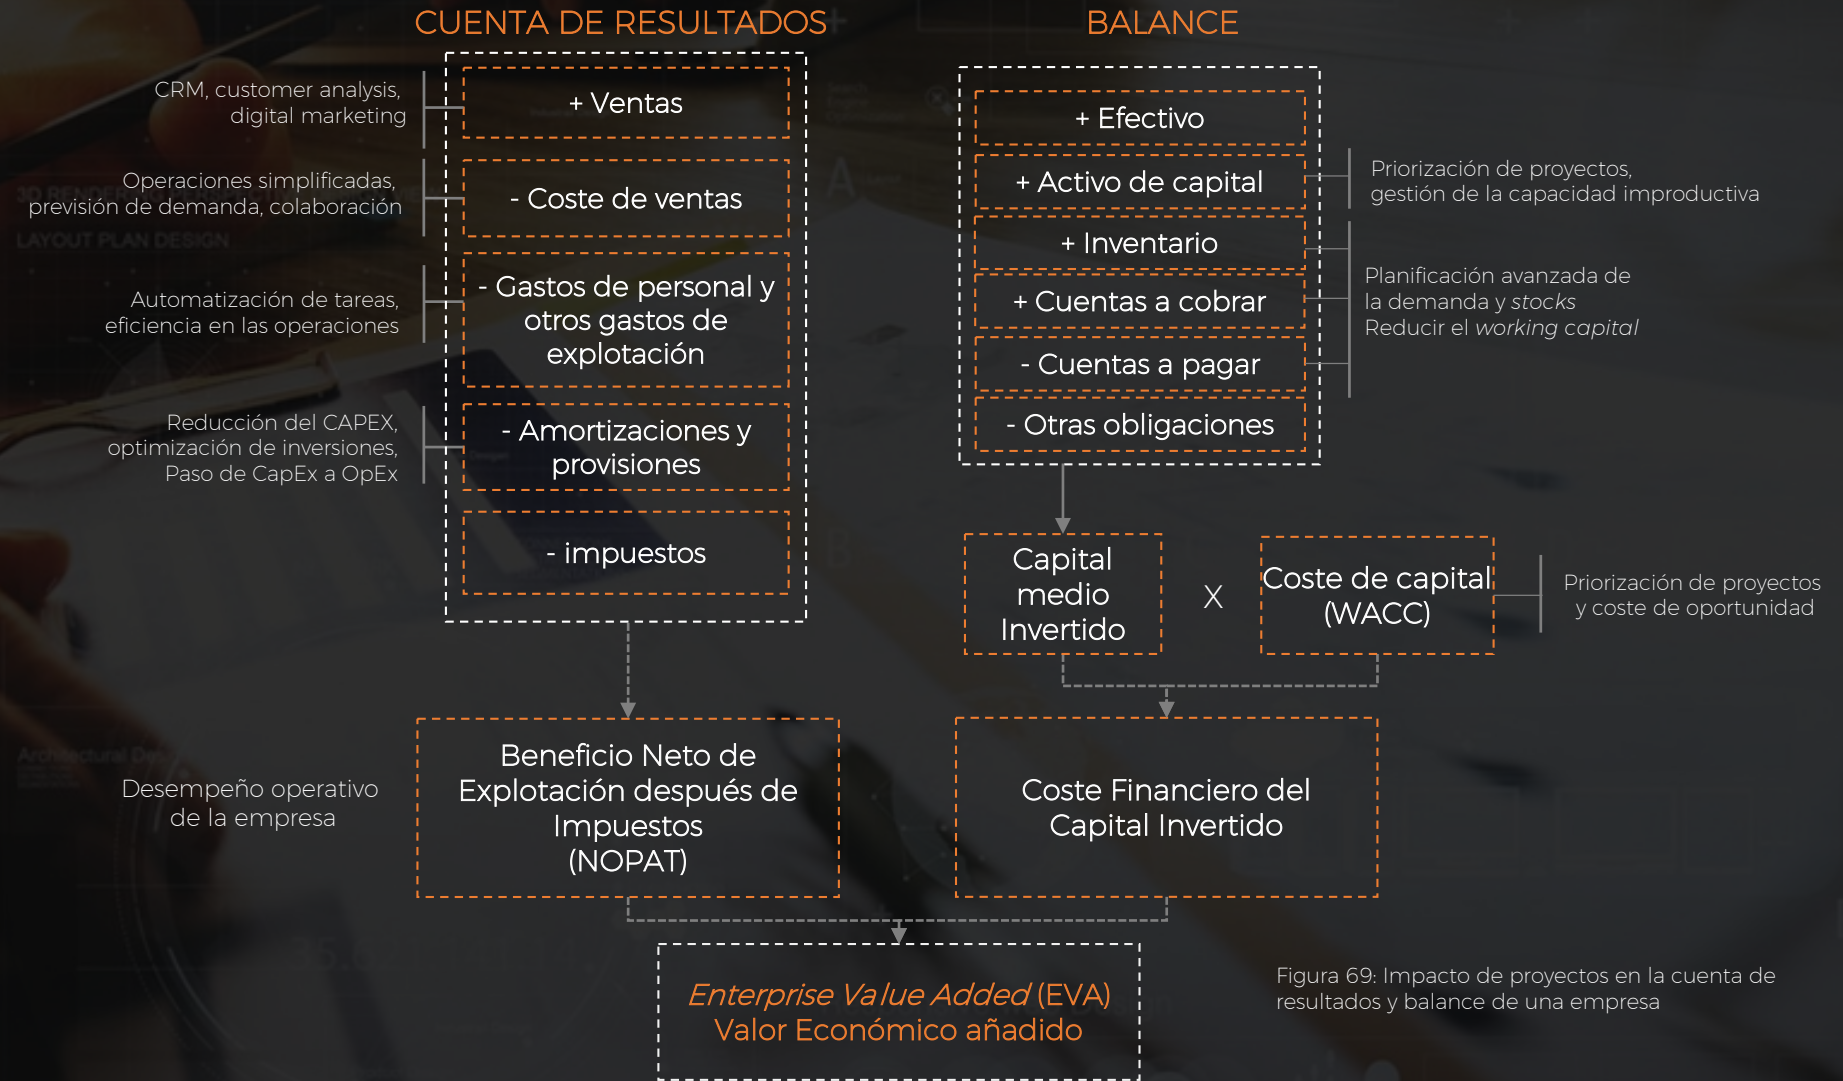 CUENTA DE RESULTADOS
CRM, customer analysis,
digital marketing
+ Ventas
Operaciones simplificadas,
previsión de demanda, colaboración
- Coste de ventas
Automatización de tareas,
eficiencia en las operaciones
- Gastos de personal y
otros gastos de
explotación
Reducción del CAPEX,
optimización de inversiones,
Paso de CapEx a OpEx
- Amortizaciones y
provisiones
- impuestos
BALANCE
+ Efectivo
+ Activo de capital
Priorización de proyectos,
gestión de la capacidad improductiva
+ Inventario
+ Cuentas a cobrar
- Cuentas a pagar
Planificación avanzada de
la demanda y stocks
Reducir el working capital
- Otras obligaciones
Capital
medio
Invertido
X
Coste de capital
(WACC)
Priorización de proyectos
y coste de oportunidad
Desempeño operativo
de la empresa
Beneficio Neto de
Explotación después de
Impuestos
(NOPAT)
Coste Financiero del
Capital Invertido
Enterprise Value Added (EVA)
Valor Económico añadido
Figura 69: Impacto de proyectos en la cuenta de
resultados y balance de una empresa
LAYOUT PLAN DESIGN